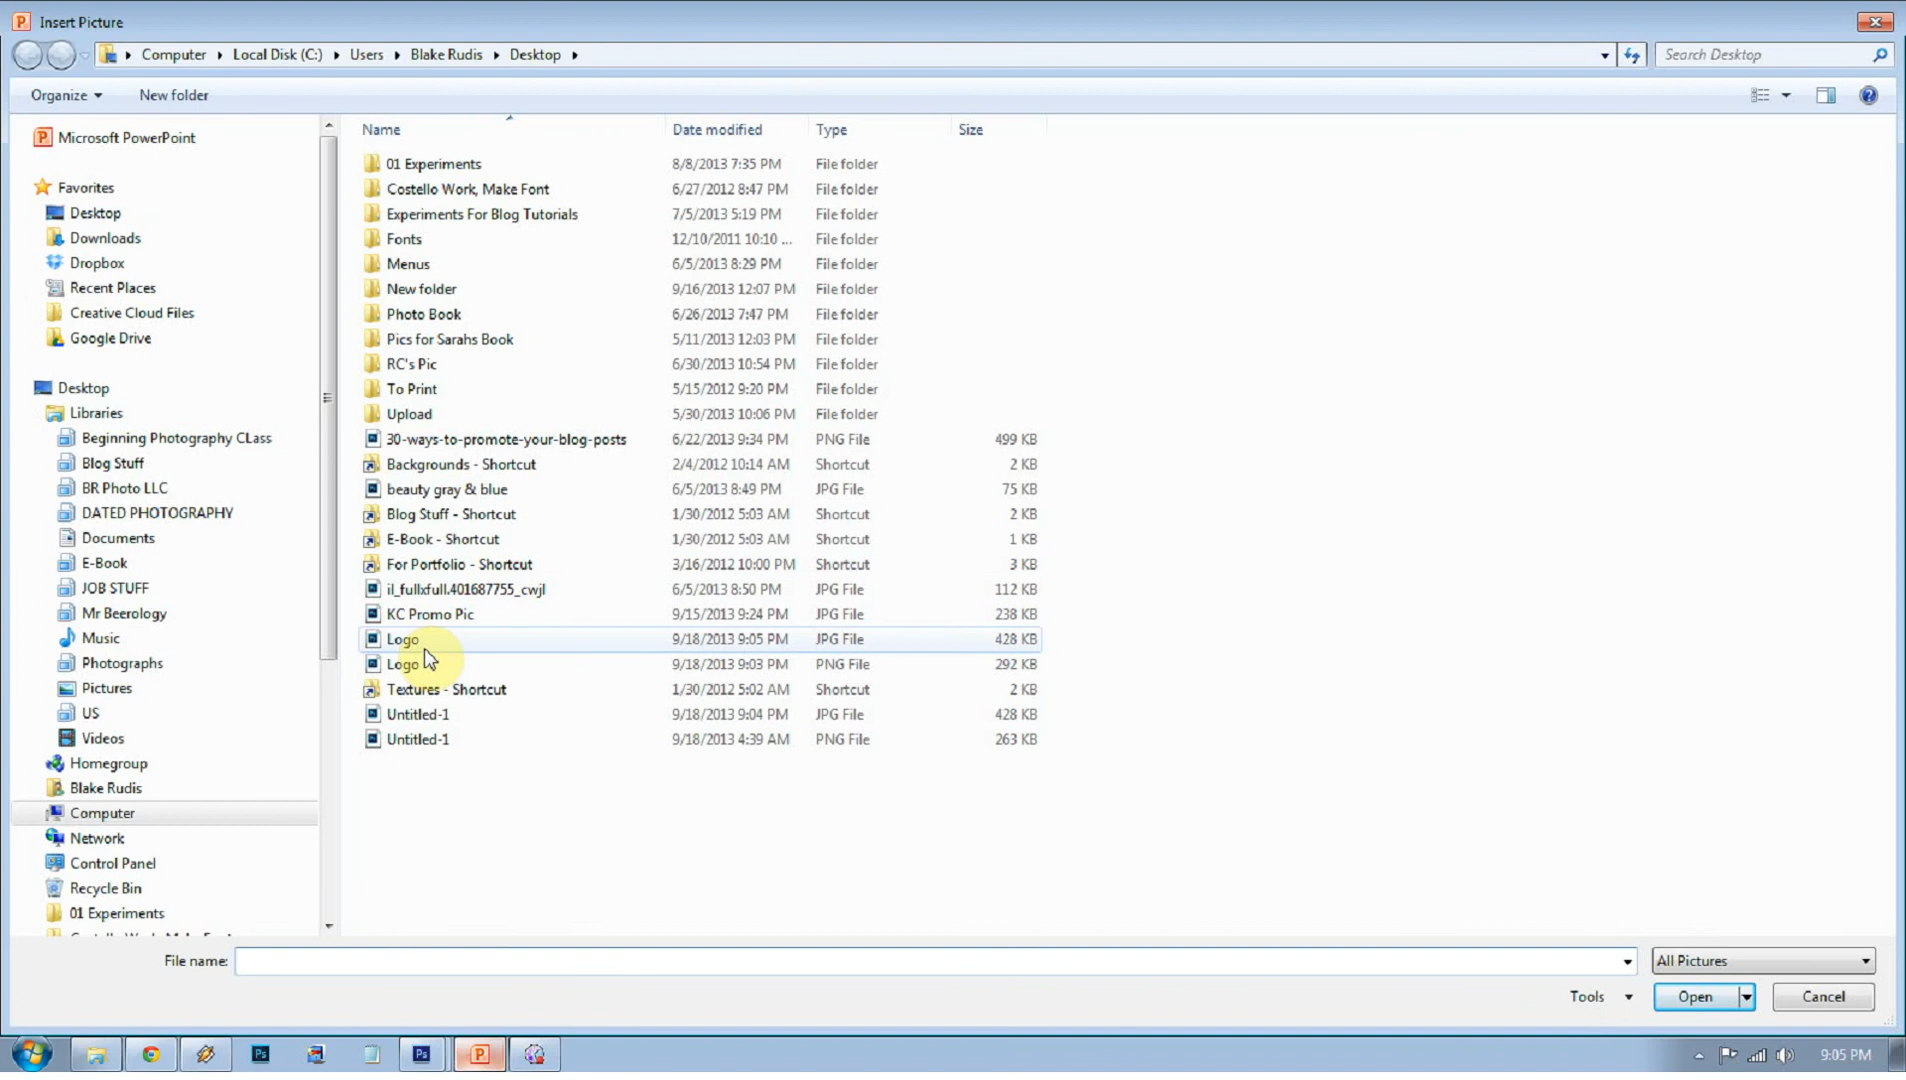 Insert Picture
Computer Local Disk (C:) Users Blake Rudis Desktop Search Desktop
Organize New folder
Name Date modified Type Size
Microsoft PowerPoint
Favorites
Desktop
Downloads
Dropbox
Recent Places
Creative Cloud Files
Google Drive
Desktop
Libraries
Beginning Photography CLass
Blog Stuff
BR Photo LLC
DATED PHOTOGRAPHY
Documents
E-Book
JOB STUFF
Mr Beerology
Music
Photographs
Pictures
US
Videos
Homegroup
Blake Rudis
Computer
Network
Control Panel
Recycle Bin
01 Experiments
01 Experiments 8/8/2013 7:35 PM File folder
Costello Work, Make Font 6/27/2012 8:47 PM File folder
Experiments For Blog Tutorials 7/5/2013 5:19 PM File folder
Fonts 12/10/2011 10:10 ... File folder
Menus 6/5/2013 8:29 PM File folder
New folder 9/16/2013 12:07 PM File folder
Photo Book 6/26/2013 7:47 PM File folder
Pics for Sarahs Book 5/11/2013 12:03 PM File folder
RC's Pic 6/30/2013 10:54 PM File folder
To Print 5/15/2012 9:20 PM File folder
Upload 5/30/2013 10:06 PM File folder
30-ways-to-promote-your-blog-posts 6/22/2013 9:34 PM PNG File 499 KB
Backgrounds - Shortcut 2/4/2012 10:14 AM Shortcut 2 KB
beauty gray & blue 6/5/2013 8:49 PM JPG File 75 KB
Blog Stuff - Shortcut 1/30/2012 5:03 AM Shortcut 2 KB
E-Book - Shortcut 1/30/2012 5:03 AM Shortcut 1 KB
For Portfolio - Shortcut 3/16/2012 10:00 PM Shortcut 3 KB
il_fullxfull.401687755_cwjl 6/5/2013 8:50 PM JPG File 112 KB
KC Promo Pic 9/15/2013 9:24 PM JPG File 238 KB
Logo 9/18/2013 9:05 PM JPG File 428 KB
Logo 9/18/2013 9:03 PM PNG File 292 KB
Textures - Shortcut 1/30/2012 5:02 AM Shortcut 2 KB
Untitled-1 9/18/2013 9:04 PM JPG File 428 KB
Untitled-1 9/18/2013 4:39 AM PNG File 263 KB
File name: All Pictures
Tools Open Cancel
Ps Ps P 9:05 PM